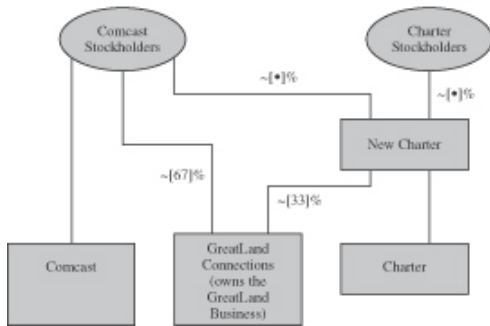 Comcast
Stockholders
Charter
Stockholders
~[•]%
~[•]%
New Charter
~[67]%
~[33]%
Comcast
GreatLand
Connections
(owns the
GreatLand
Business)
Charter